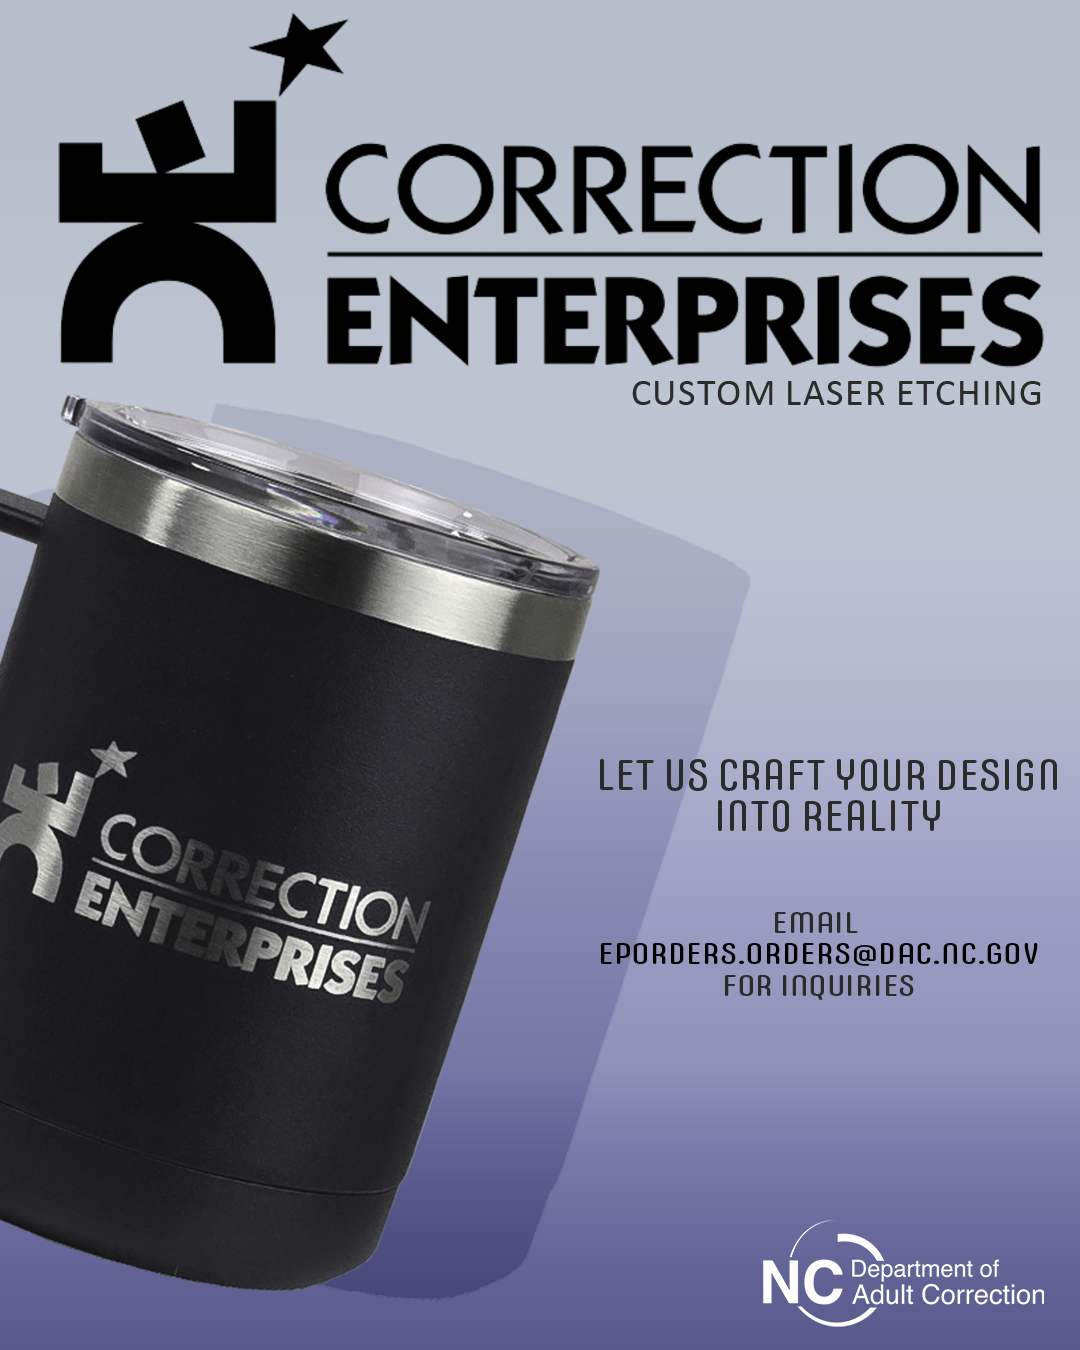 CORRECTION
ENTERPRISES
CUSTOM LASER ETCHING
CORRECTION
ENTERPRISES
LET US CRAFT YOUR DESIGN
INTO REALITY
EMAIL
EPORDERS.ORDERS@DAC.NC.GOV
FOR INQUIRIES
NC Department of
Adult Correction